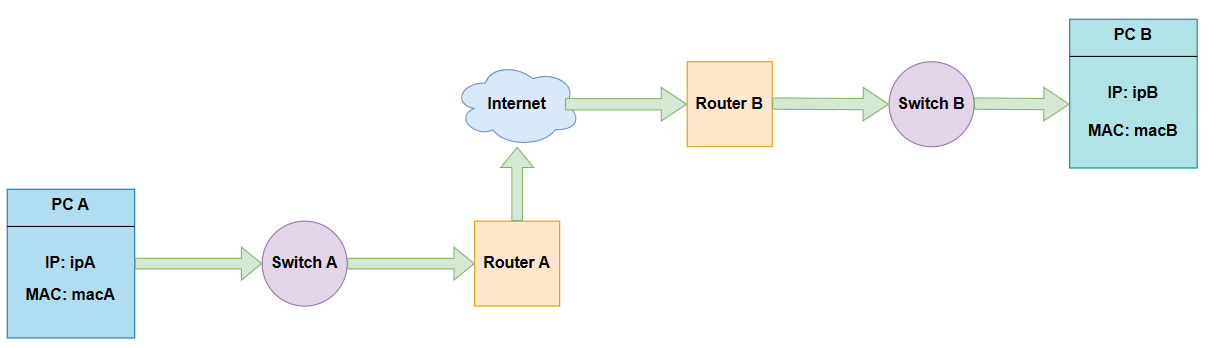 PC A
IP: ipA
MAC: macA
Switch A
Router A
Internet
Router B
Switch B
PC B
IP: ipB
MAC: macB